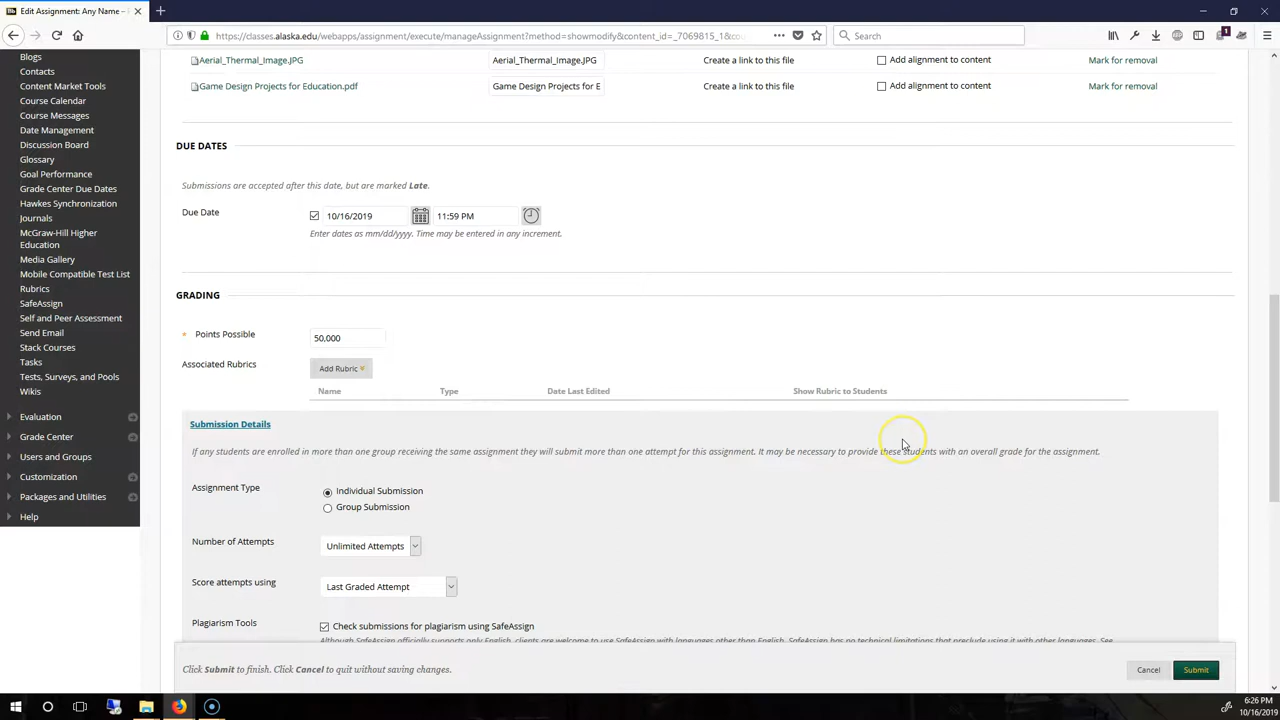 Edit Assignment: Any Name –
https://classes.alaska.edu/webapps/assignment/execute/manageAssignment?method=showmodify&content_id=_7069815_1&cou
Search
Blogs
Contacts
Content Market Tools
Course Calendar
Course Messages
Date Management
Discussion Board
Glossary
Goal Performance
Grade Center Due Dates
Hawkes Synchronization
Journals
McGraw-Hill Higher
Education
Media Gallery
Mobile Compatible Test List
Rubrics
SafeAssign
Self and Peer Assessment
Send Email
Stack Courses
Tasks
Tests, Surveys, and Pools
Wikis
Evaluation
Grade Center
Users and Groups
Customization
Packages and Utilities
Help
Aerial_Thermal_Image.JPG Aerial_Thermal_Image.JPG Create a link to this file Add alignment to content Mark for removal
Game Design Projects for Education.pdf Game Design Projects for E Create a link to this file Add alignment to content Mark for removal
DUE DATES
Submissions are accepted after this date, but are marked Late.
Due Date 10/16/2019 11:59 PM
Enter dates as mm/dd/yyyy. Time may be entered in any increment.
GRADING
* Points Possible 50,000
Associated Rubrics Add Rubric
Name Type Date Last Edited Show Rubric to Students
Submission Details
If any students are enrolled in more than one group receiving the same assignment they will submit more than one attempt for this assignment. It may be necessary to provide these students with an overall grade for the assignment.
Assignment Type Individual Submission
Group Submission
Number of Attempts Unlimited Attempts
Score attempts using Last Graded Attempt
Plagiarism Tools Check submissions for plagiarism using SafeAssign
Although SafeAssign officially supports only English, clients are welcome to use SafeAssign with languages other than English. SafeAssign has no technical limitations that preclude using it with other languages. See
Click Submit to finish. Click Cancel to quit without saving changes. Cancel Submit
6:26 PM
10/16/2019